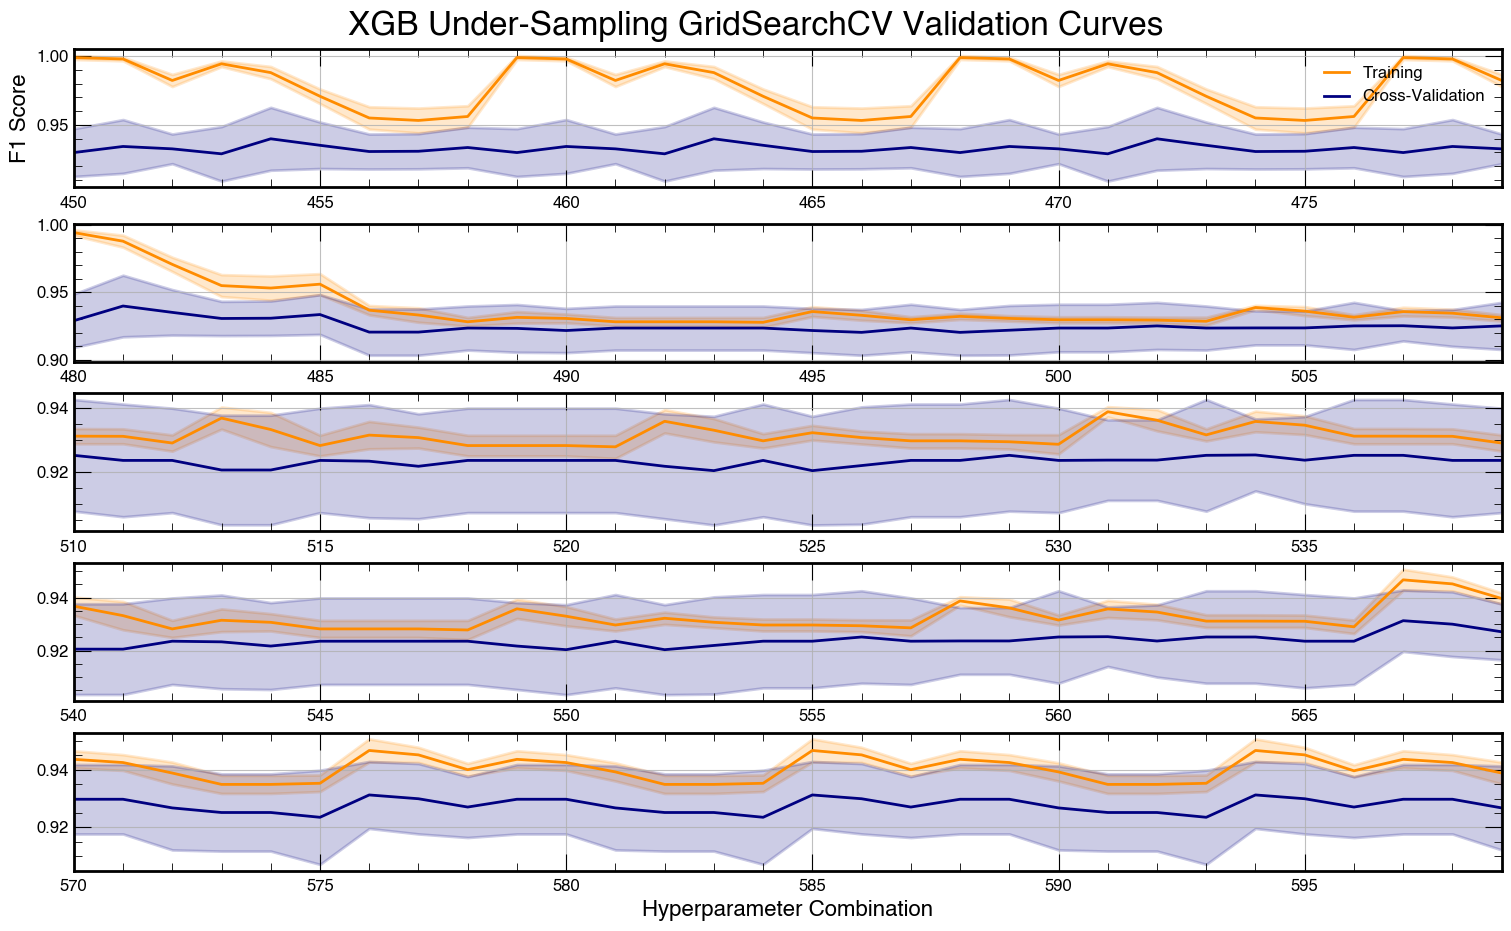 XGB Under-Sampling GridSearchCV Validation Curves
F1 Score
1.00
0.95
Training
Cross-Validation
450 455 460 465 470 475
1.00
0.95
0.90
480 485 490 495 500 505
0.94
0.92
510 515 520 525 530 535
0.94
0.92
540 545 550 555 560 565
0.94
0.92
570 575 580 585 590 595
Hyperparameter Combination